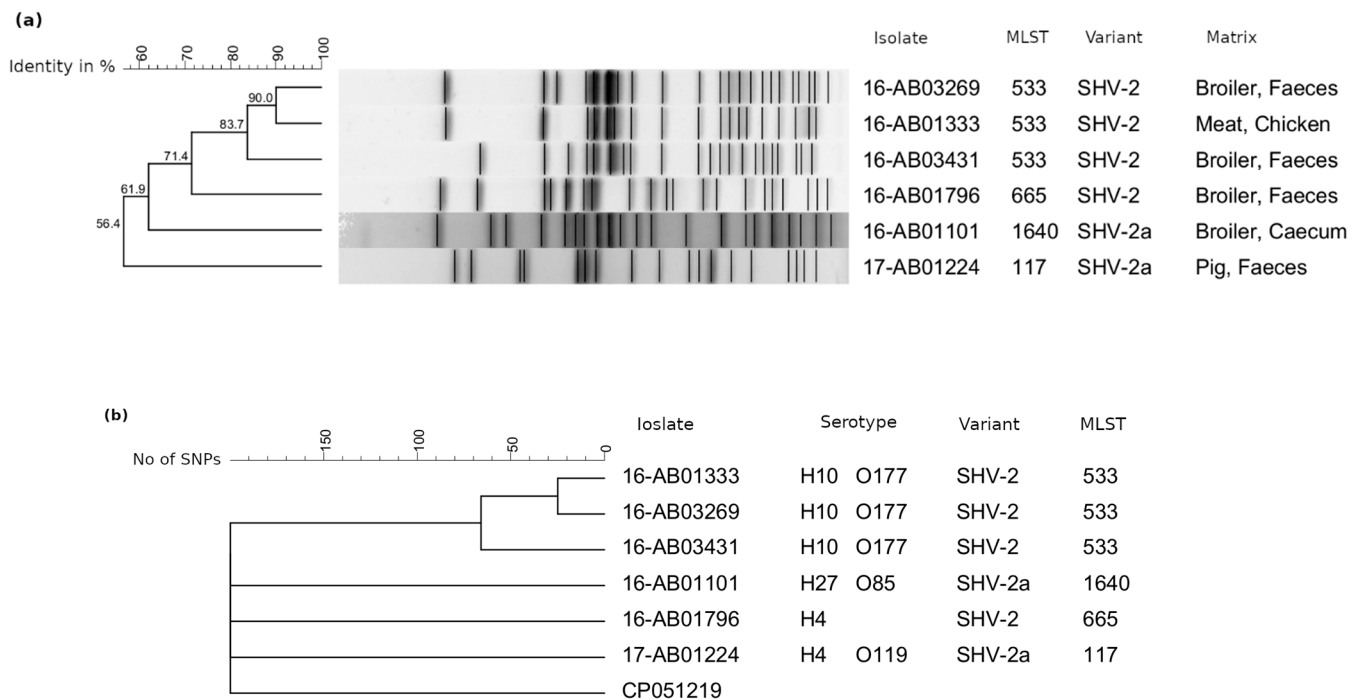 (a)
Isolate MLST Variant Matrix
60 70 80 90 100
Identity in %
90.0
16-AB03269 533 SHV-2 Broiler, Faeces
83.7
16-AB01333 533 SHV-2 Meat, Chicken
71.4
16-AB03431 533 SHV-2 Broiler, Faeces
61.9
16-AB01796 665 SHV-2 Broiler, Faeces
56.4
16-AB01101 1640 SHV-2a Broiler, Caecum
17-AB01224 117 SHV-2a Pig, Faeces
(b)
Ioslate Serotype Variant MLST
150 100 50 0
No of SNPs
16-AB01333 H10 O177 SHV-2 533
16-AB03269 H10 O177 SHV-2 533
16-AB03431 H10 O177 SHV-2 533
16-AB01101 H27 O85 SHV-2a 1640
16-AB01796 H4 SHV-2 665
17-AB01224 H4 O119 SHV-2a 117
CP051219